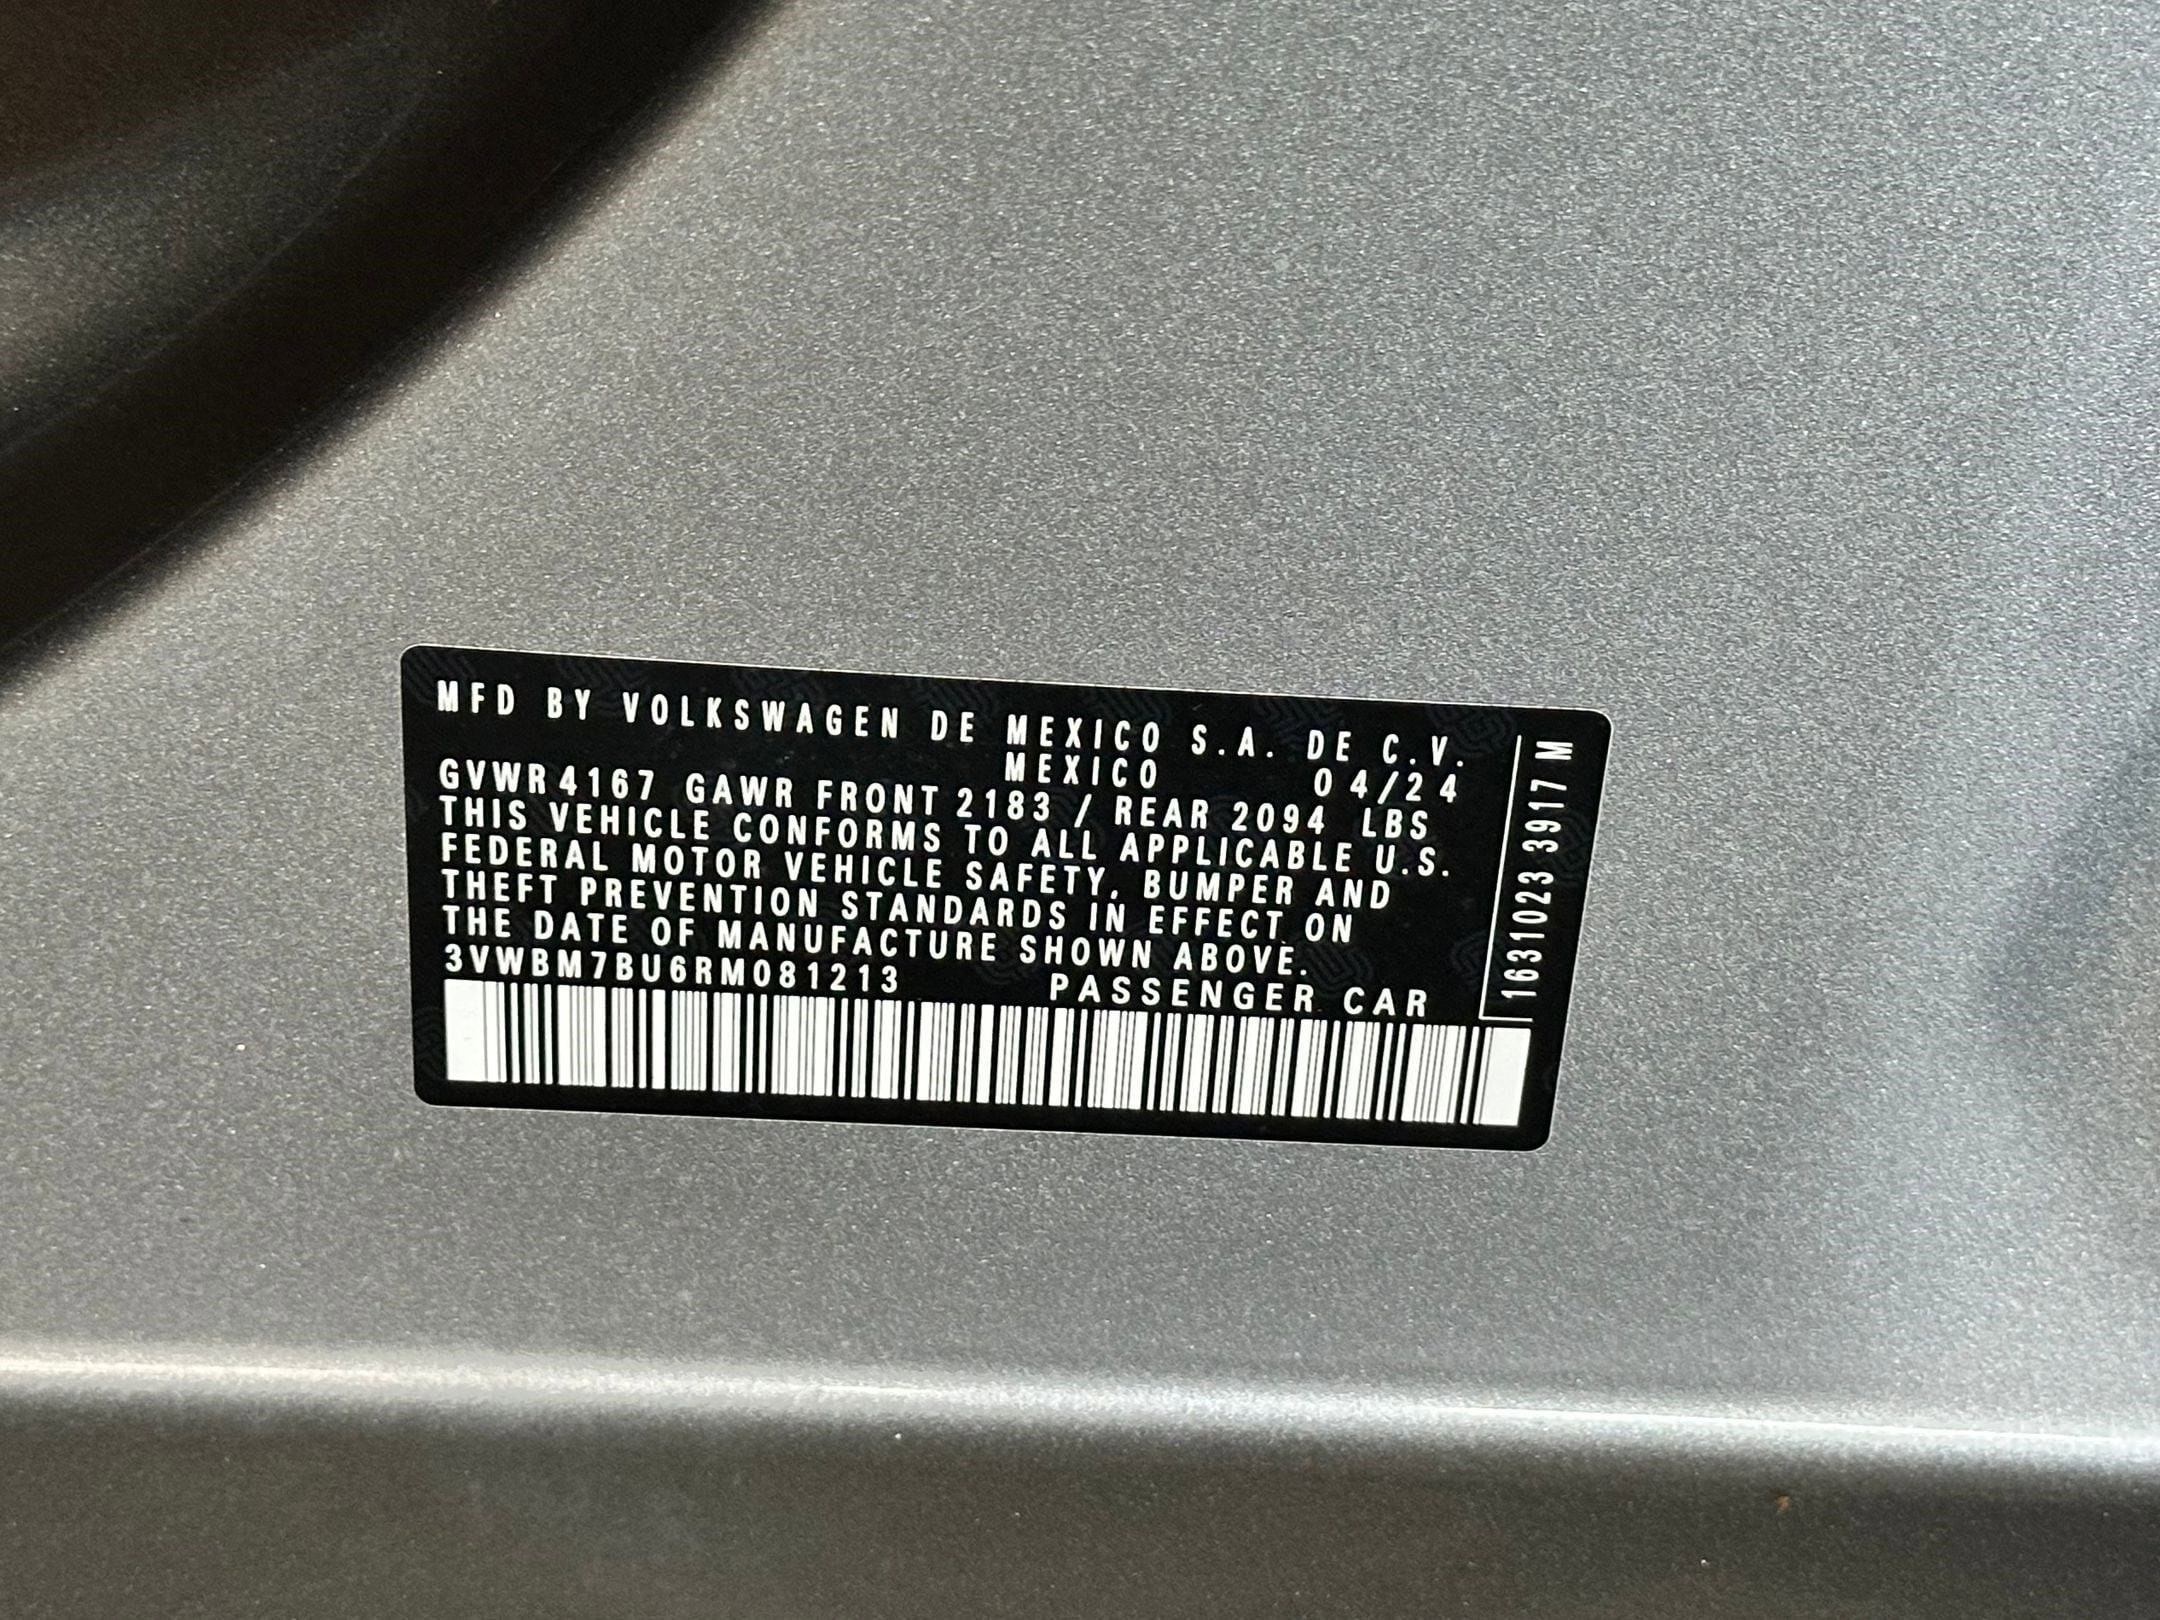 MFD BY VOLKSWAGEN DE MEXICO S.A. DE C.V.
MEXICO 04/24
GVWR 4167 GAWR FRONT 2183 / REAR 2094 LBS
THIS VEHICLE CONFORMS TO ALL APPLICABLE U.S.
FEDERAL MOTOR VEHICLE SAFETY, BUMPER AND
THEFT PREVENTION STANDARDS IN EFFECT ON
THE DATE OF MANUFACTURE SHOWN ABOVE.
3VWBM7BU6RM081213 PASSENGER CAR
1631023 3917 M